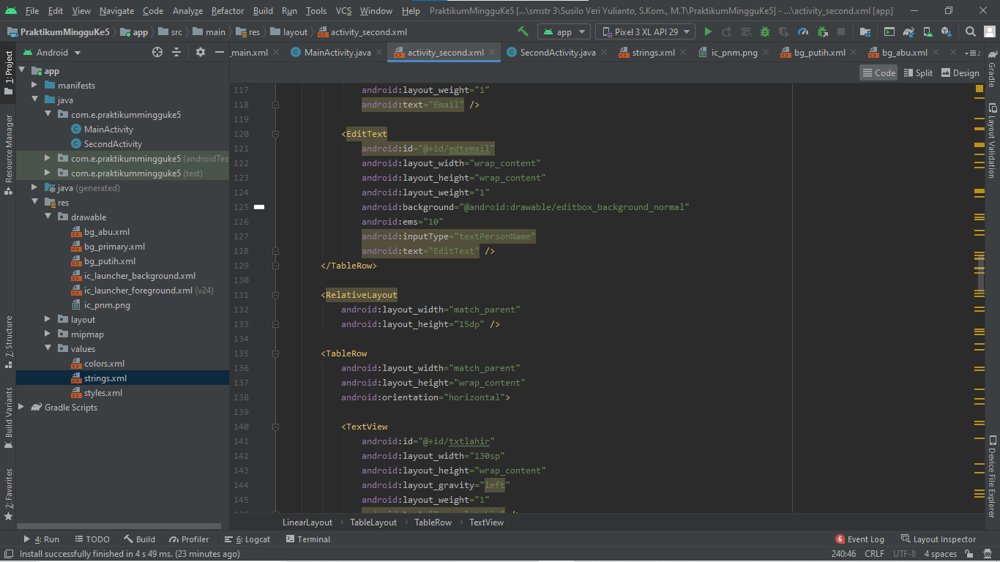 File Edit View Navigate Code Analyze Refactor Build Run Tools VCS Window Help PraktikumMingguKe5 [...\smstr 3\Susilo Veri Yulianto, S.Kom., M.T\PraktikumMingguKe5] - ...\activity_second.xml [app]
PraktikumMingguKe5 app src main res layout activity_second.xml app Pixel 3 XL API 29
Android _main.xml MainActivity.java activity_second.xml SecondActivity.java strings.xml ic_pnm.png bg_putih.xml bg_abu.xml 2
Code Split Design
1: Project
Resource Manager
7: Structure
Build Variants
2: Favorites
app
manifests
java
com.e.praktikummingguke5
MainActivity
SecondActivity
com.e.praktikummingguke5 (androidTes
com.e.praktikummingguke5 (test)
java (generated)
res
drawable
bg_abu.xml
bg_primary.xml
bg_putih.xml
ic_launcher_background.xml
ic_launcher_foreground.xml (v24)
ic_pnm.png
layout
mipmap
values
colors.xml
strings.xml
styles.xml
Gradle Scripts
117 android:layout_weight="1"
118 android:text="Email" />
119
120 <EditText
121 android:id="@+id/edtemail"
122 android:layout_width="wrap_content"
123 android:layout_height="wrap_content"
124 android:layout_weight="1"
125 android:background="@android:drawable/editbox_background_normal"
126 android:ems="10"
127 android:inputType="textPersonName"
128 android:text="EditText" />
129 </TableRow>
130
131 <RelativeLayout
132 android:layout_width="match_parent"
133 android:layout_height="15dp" />
134
135 <TableRow
136 android:layout_width="match_parent"
137 android:layout_height="wrap_content"
138 android:orientation="horizontal">
139
140 <TextView
141 android:id="@+id/txtlahir"
142 android:layout_width="130sp"
143 android:layout_height="wrap_content"
144 android:layout_gravity="left"
145 android:layout_weight="1"
Gradle
Layout Validation
Device File Explorer
LinearLayout TableLayout TableRow TextView
4: Run TODO Build Profiler 6: Logcat Terminal 6 Event Log Layout Inspector
Install successfully finished in 4 s 49 ms. (23 minutes ago) 240:46 CRLF UTF-8 4 spaces